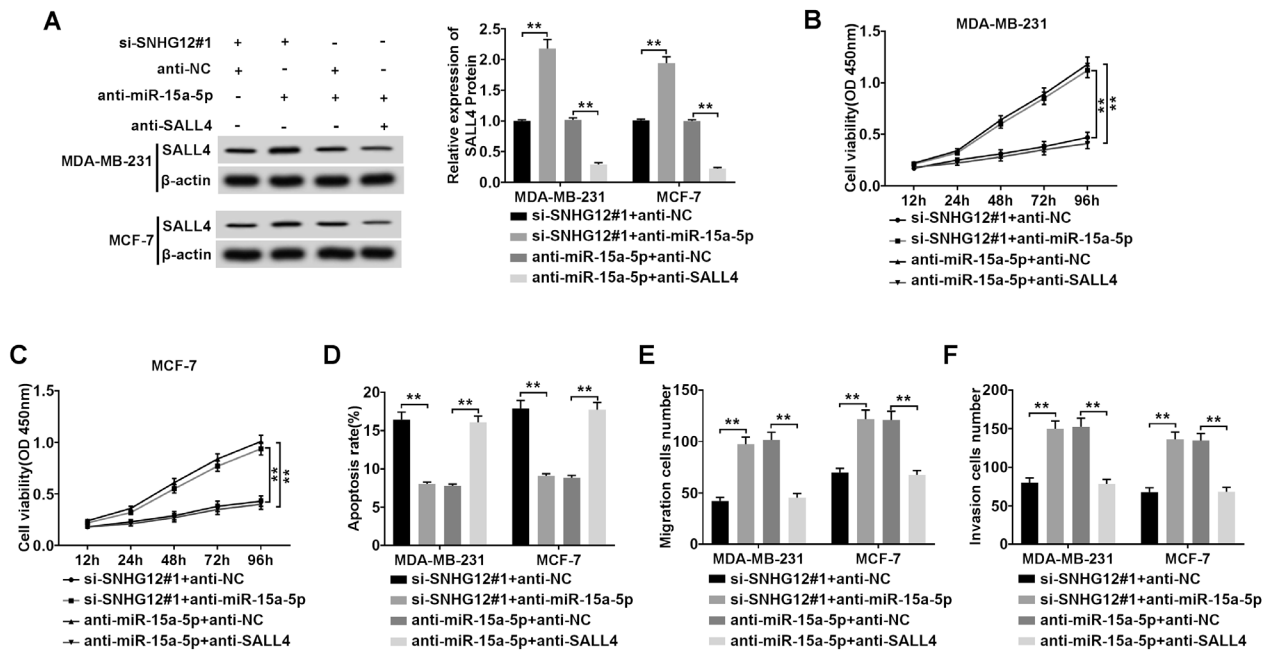 A
si-SNHG12#1 + + - -
anti-NC + - + -
anti-miR-15a-5p - + + +
anti-SALL4 - - - +
MDA-MB-231
SALL4
β-actin
MCF-7
SALL4
β-actin
Relative expression of
SALL4 Protein
2.5
2.0
1.5
1.0
0.5
0.0
** ** ** **
MDA-MB-231 MCF-7
si-SNHG12#1+anti-NC
si-SNHG12#1+anti-miR-15a-5p
anti-miR-15a-5p+anti-NC
anti-miR-15a-5p+anti-SALL4
B
MDA-MB-231
Cell viability(OD 450nm)
1.5
1.0
0.5
0.0
** **
12h 24h 48h 72h 96h
si-SNHG12#1+anti-NC
si-SNHG12#1+anti-miR-15a-5p
anti-miR-15a-5p+anti-NC
anti-miR-15a-5p+anti-SALL4
C
MCF-7
Cell viability(OD 450nm)
1.5
1.0
0.5
0.0
** **
12h 24h 48h 72h 96h
si-SNHG12#1+anti-NC
si-SNHG12#1+anti-miR-15a-5p
anti-miR-15a-5p+anti-NC
anti-miR-15a-5p+anti-SALL4
D
Apoptosis rate(%)
20
15
10
5
0
** ** ** **
MDA-MB-231 MCF-7
si-SNHG12#1+anti-NC
si-SNHG12#1+anti-miR-15a-5p
anti-miR-15a-5p+anti-NC
anti-miR-15a-5p+anti-SALL4
E
Migration cells number
150
100
50
0
** ** ** **
MDA-MB-231 MCF-7
si-SNHG12#1+anti-NC
si-SNHG12#1+anti-miR-15a-5p
anti-miR-15a-5p+anti-NC
anti-miR-15a-5p+anti-SALL4
F
Invasion cells number
200
150
100
50
0
** ** ** **
MDA-MB-231 MCF-7
si-SNHG12#1+anti-NC
si-SNHG12#1+anti-miR-15a-5p
anti-miR-15a-5p+anti-NC
anti-miR-15a-5p+anti-SALL4